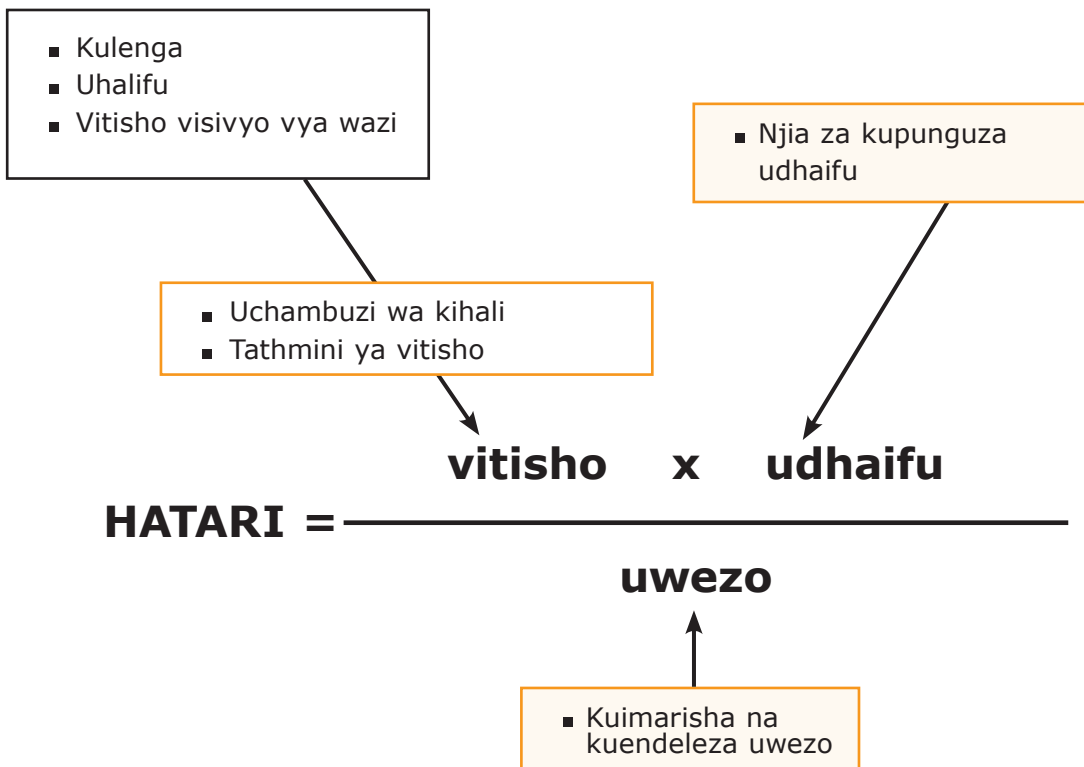 ▪ Kulenga
▪ Uhalifu
▪ Vitisho visivyo vya wazi
▪ Njia za kupunguza
udhaifu
▪ Uchambuzi wa kihali
▪ Tathmini ya vitisho
vitisho x udhaifu
HATARI =
uwezo
▪ Kuimarisha na
kuendeleza uwezo